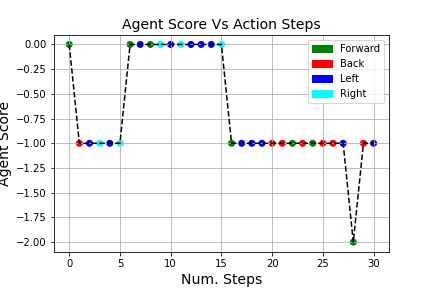 Agent Score Vs Action Steps
Agent Score
0.00
−0.25
−0.50
−0.75
−1.00
−1.25
−1.50
−1.75
−2.00
Forward
Back
Left
Right
0 5 10 15 20 25 30
Num. Steps